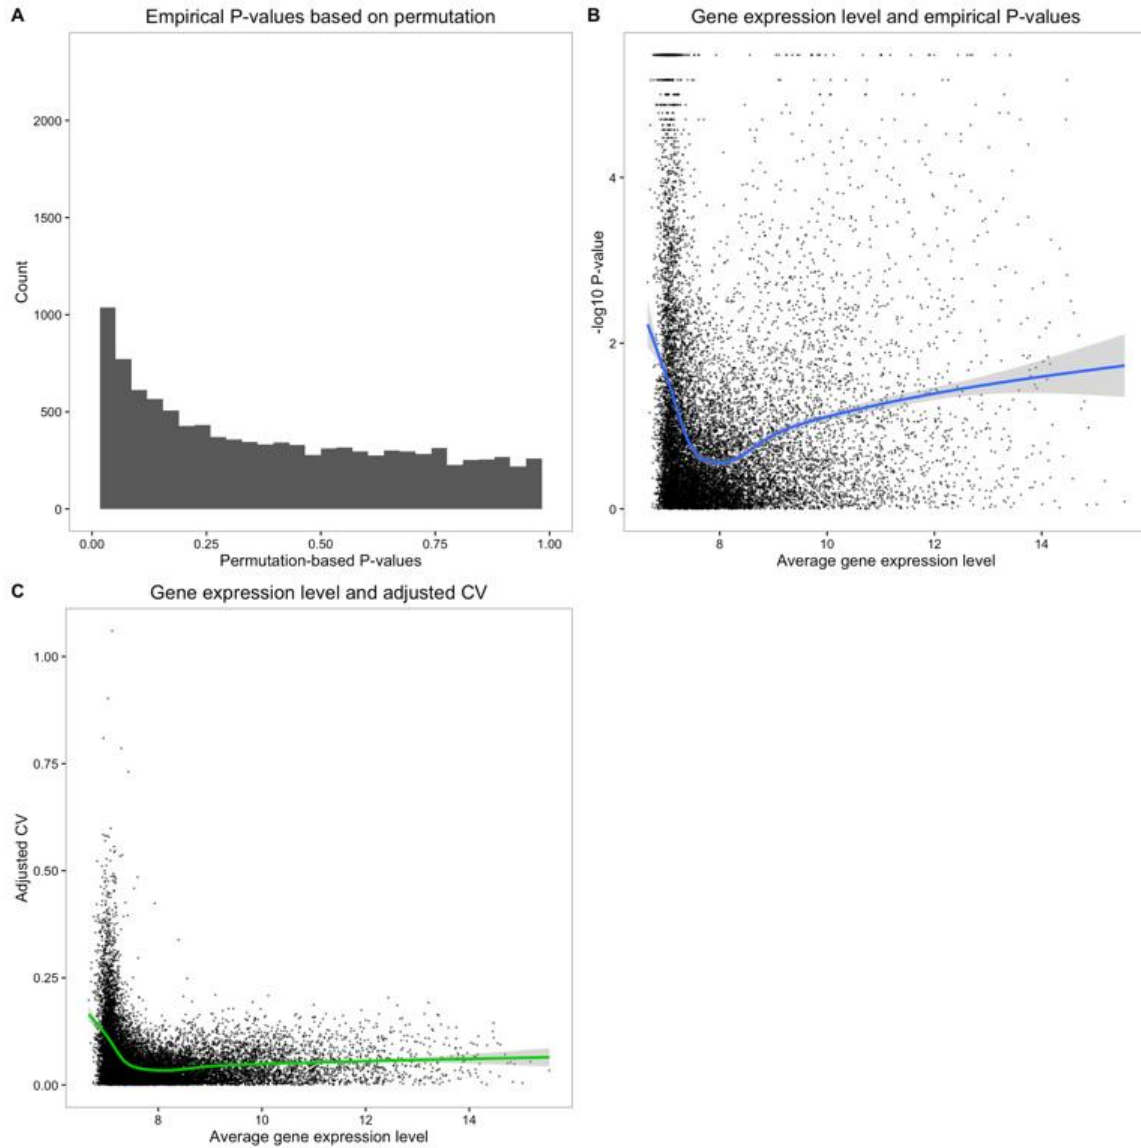 A
Empirical P-values based on permutation
2000
1500
1000
500
0
Count
0.00 0.25 0.50 0.75 1.00
Permutation-based P-values
B
Gene expression level and empirical P-values
4
2
0
-log10 P-value
8 10 12 14
Average gene expression level
C
Gene expression level and adjusted CV
1.00
0.75
0.50
0.25
0.00
Adjusted CV
8 10 12 14
Average gene expression level